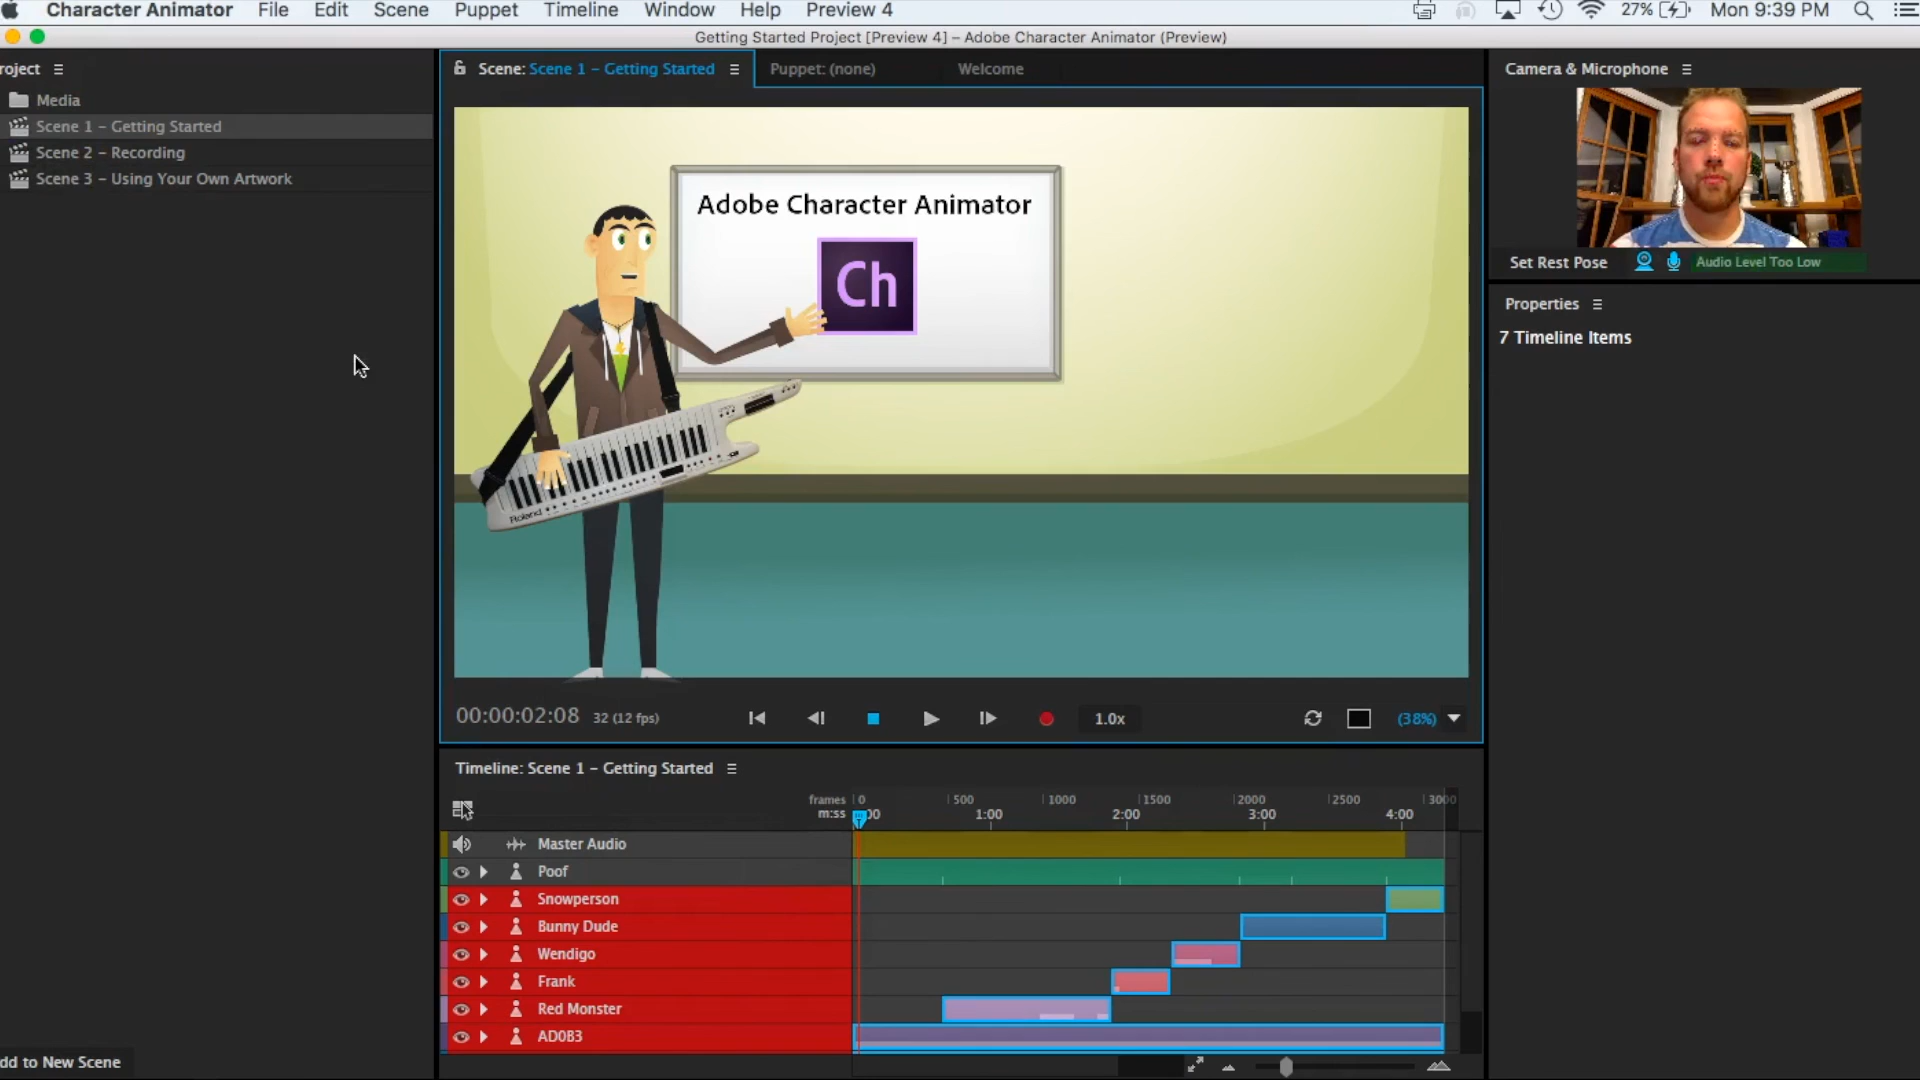 Character Animator File Edit Scene Puppet Timeline Window Help Preview 4 27% Mon 9:39 PM
Getting Started Project [Preview 4] – Adobe Character Animator (Preview)
roject
Media
Scene 1 – Getting Started
Scene 2 – Recording
Scene 3 – Using Your Own Artwork
dd to New Scene
Scene: Scene 1 – Getting Started Puppet: (none) Welcome
Adobe Character Animator
Ch
Roland
00:00:02:08 32 (12 fps) 1.0x (38%)
Camera & Microphone
Set Rest Pose Audio Level Too Low
Properties
7 Timeline Items
Timeline: Scene 1 – Getting Started
frames 0 500 1000 1500 2000 2500 3000
m:ss :00 1:00 2:00 3:00 4:00
Master Audio
Poof
Snowperson
Bunny Dude
Wendigo
Frank
Red Monster
AD0B3